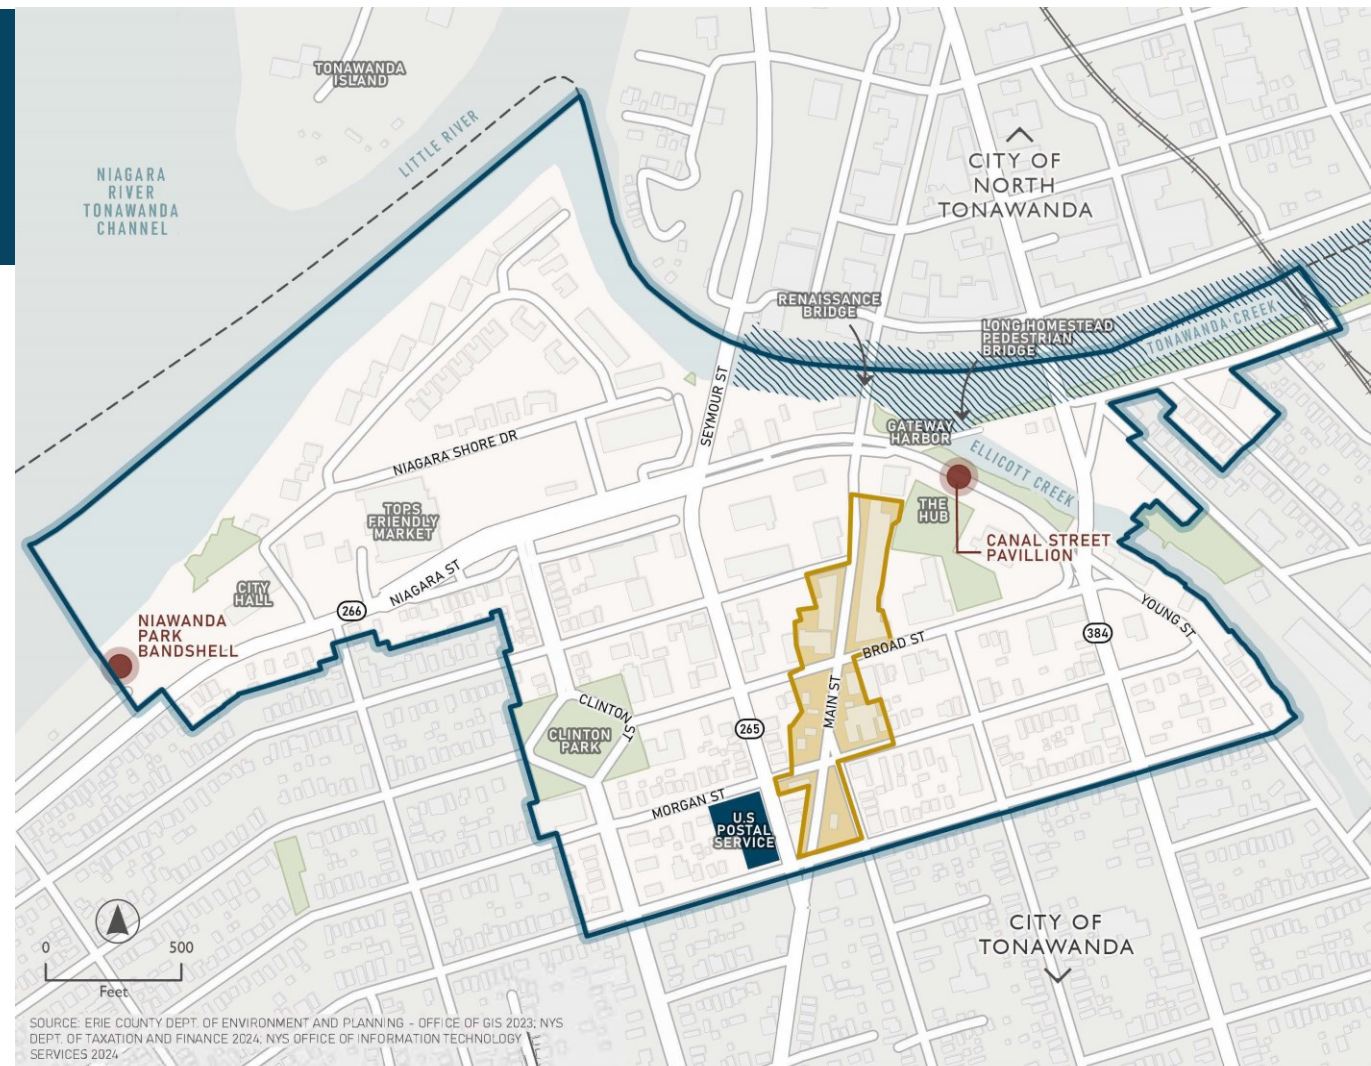 TONAWANDA
ISLAND
LITTLE RIVER
NIAGARA
RIVER
TONAWANDA
CHANNEL
CITY OF
NORTH
TONAWANDA
RENAISSANCE
BRIDGE
LONG HOMESTEAD
PEDESTRIAN
BRIDGE
TONAWANDA CREEK
SEYMOUR ST
GATEWAY
HARBOR
ELLICOTT CREEK
NIAGARA SHORE DR
TOPS
FRIENDLY
MARKET
THE
HUB
CANAL STREET
PAVILLION
NIAGARA ST
CITY
HALL
266
NIAWANDA
PARK
BANDSHELL
YOUNG ST
384
BROAD ST
MAIN ST
CLINTON ST
CLINTON
PARK
265
MORGAN ST
U.S
POSTAL
SERVICE
CITY OF
TONAWANDA
0 500
Feet
SOURCE: ERIE COUNTY DEPT. OF ENVIRONMENT AND PLANNING - OFFICE OF GIS 2023; NYS
DEPT. OF TAXATION AND FINANCE 2024; NYS OFFICE OF INFORMATION TECHNOLOGY
SERVICES 2024